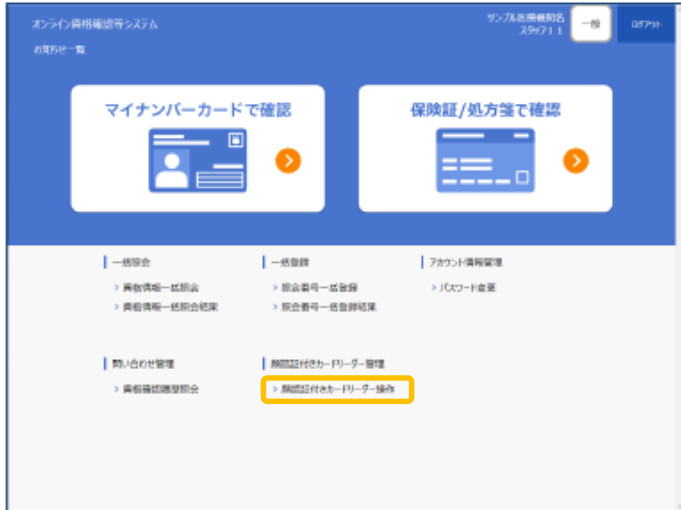 オンライン資格確認等システム
サンプル医療機関名
スタッフ11
一般
ログアウト
お知らせ一覧
マイナンバーカードで確認
保険証/処方箋で確認
一括照会
一括登録
アカウント情報管理
> 資格情報一括照会
> 照会番号一括登録
> パスワード変更
> 資格情報一括照会結果
> 照会番号一括登録結果
問い合わせ管理
顔認証付きカードリーダー管理
> 資格確認履歴照会
> 顔認証付きカードリーダー操作